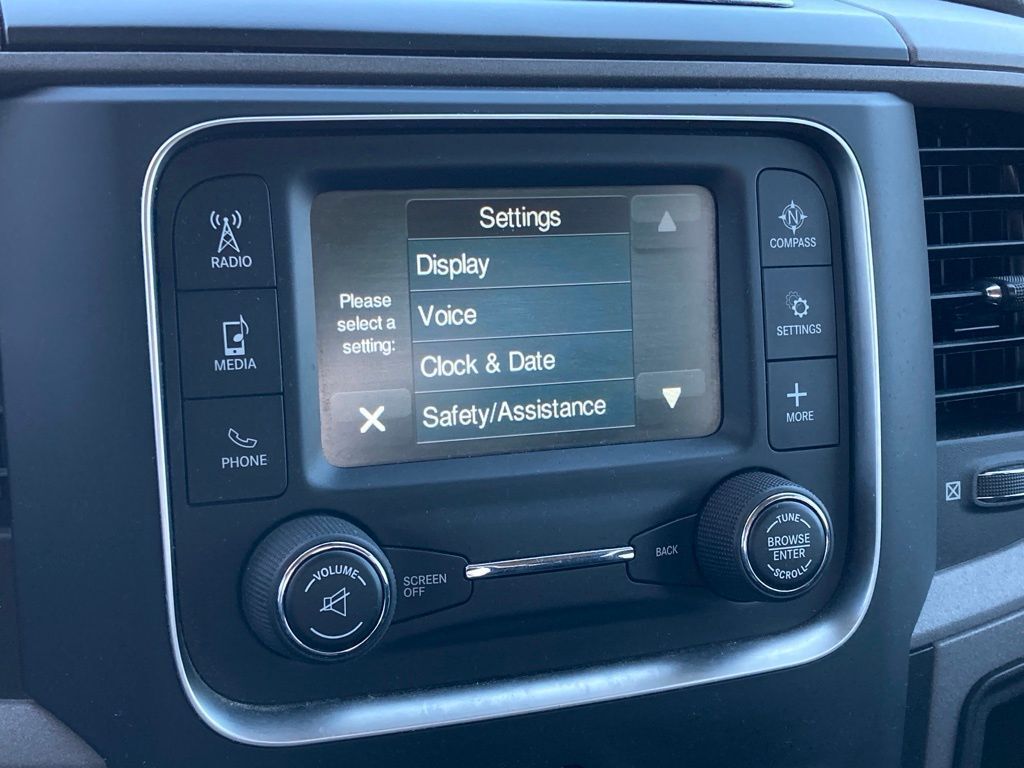 RADIO
MEDIA
PHONE
Settings
Display
Voice
Clock & Date
Safety/Assistance
Please
select a
setting:
N
COMPASS
SETTINGS
MORE
VOLUME
SCREEN
OFF
BACK
TUNE
BROWSE
ENTER
SCROLL